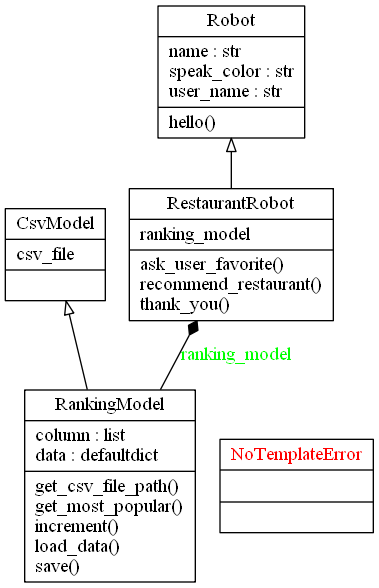 Robot
name : str
speak_color : str
user_name : str
hello()
RestaurantRobot
ranking_model
ask_user_favorite()
recommend_restaurant()
thank_you()
CsvModel
csv_file
ranking_model
RankingModel
column : list
data : defaultdict
get_csv_file_path()
get_most_popular()
increment()
load_data()
save()
NoTemplateError